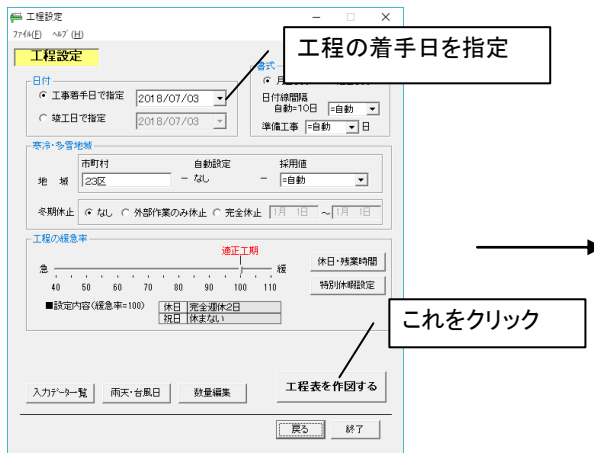 工程設定
ﾌｧｲﾙ(F) ﾍﾙﾌﾟ(H)
工程設定
工程の着手日を指定
日付
工事着手日で指定 2018/07/03
竣工日で指定 2018/07/03
書式
日付線間隔
自動=10日 =自動
準備工事 =自動 日
寒冷・多雪地域
市町村 自動設定 採用値
地 域 23区 － なし － =自動
冬期休止 なし 外部作業のみ休止 完全休止 1月 1日 ～ 1月 1日
工程の緩急率
適正工期
急 緩
40 50 60 70 80 90 100 110
休日・残業時間
特別休暇設定
■設定内容(緩急率=100) 休日 完全週休2日
祝日 休まない
これをクリック
入力ﾃﾞｰﾀ一覧 雨天・台風日 数量編集 工程表を作図する
戻る 終了